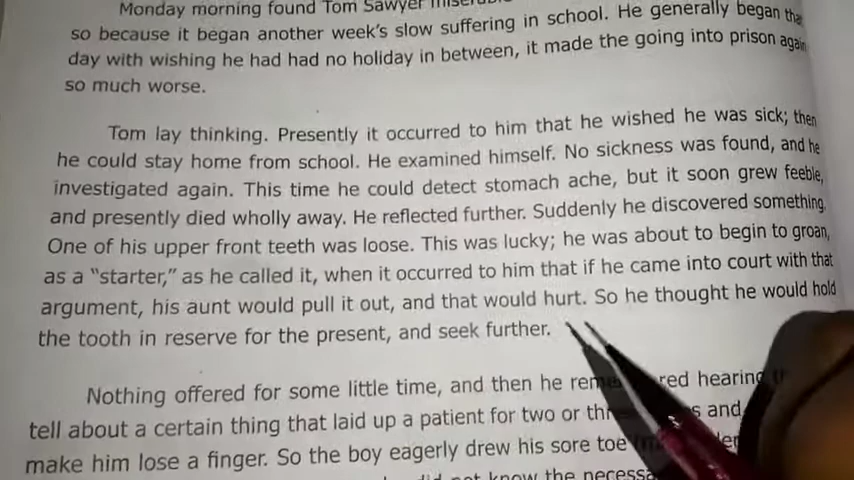 Monday morning found Tom Sawyer
so because it began another week's slow suffering in school. He generally began that
day with wishing he had had no holiday in between, it made the going into prison again
so much worse.
Tom lay thinking. Presently it occurred to him that he wished he was sick; then
he could stay home from school. He examined himself. No sickness was found, and he
investigated again. This time he could detect stomach ache, but it soon grew feeble,
and presently died wholly away. He reflected further. Suddenly he discovered something.
One of his upper front teeth was loose. This was lucky; he was about to begin to groan,
as a “starter,” as he called it, when it occurred to him that if he came into court with that
argument, his aunt would pull it out, and that would hurt. So he thought he would hold
the tooth in reserve for the present, and seek further.
Nothing offered for some little time, and then he hearing
tell about a certain thing that laid up a patient for two or and
make him lose a finger. So the boy eagerly drew his sore toe
not know the